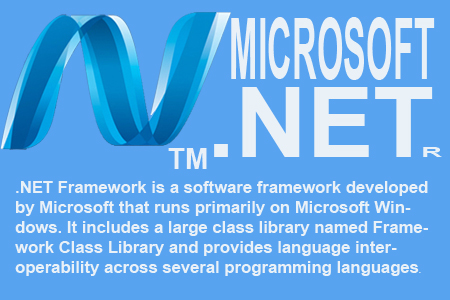 MICROSOFT
TM .NET R
.NET Framework is a software framework developed
by Microsoft that runs primarily on Microsoft Win-
dows. It includes a large class library named Frame-
work Class Library and provides language inter-
operability across several programming languages.